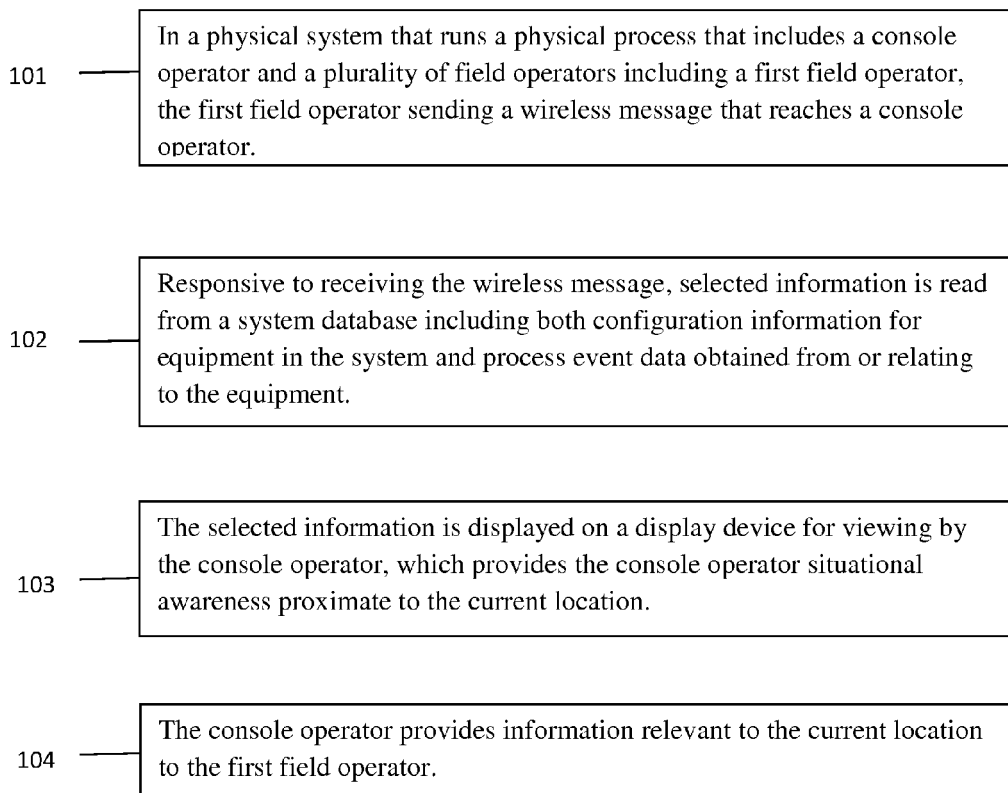 101
In a physical system that runs a physical process that includes a console
operator and a plurality of field operators including a first field operator,
the first field operator sending a wireless message that reaches a console
operator.
102
Responsive to receiving the wireless message, selected information is read
from a system database including both configuration information for
equipment in the system and process event data obtained from or relating
to the equipment.
103
The selected information is displayed on a display device for viewing by
the console operator, which provides the console operator situational
awareness proximate to the current location.
104
The console operator provides information relevant to the current location
to the first field operator.